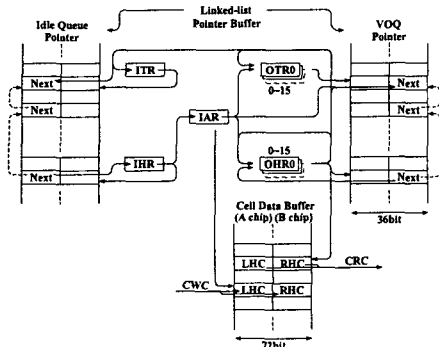 Idle Queue
Pointer
Linked-list
Pointer Buffer
VOQ
Pointer
Next
ITR
OTR0
Next
0~15
Next
Next
IAR
0~15
IHR
OHR0
Next
Next
Cell Data Buffer
(A chip) (B chip)
36bit
LHC
RHC
CRC
CWC
LHC
RHC
72bit